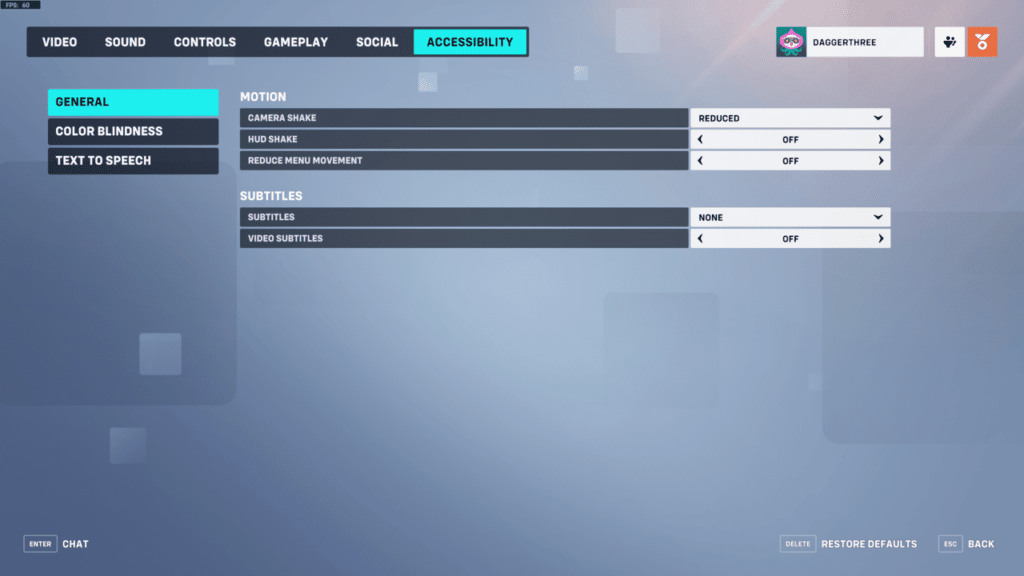 FPS: 60
VIDEO SOUND CONTROLS GAMEPLAY SOCIAL ACCESSIBILITY DAGGERTHREE
GENERAL
COLOR BLINDNESS
TEXT TO SPEECH
MOTION
CAMERA SHAKE REDUCED
HUD SHAKE OFF
REDUCE MENU MOVEMENT OFF
SUBTITLES
SUBTITLES NONE
VIDEO SUBTITLES OFF
ENTER CHAT DELETE RESTORE DEFAULTS ESC BACK